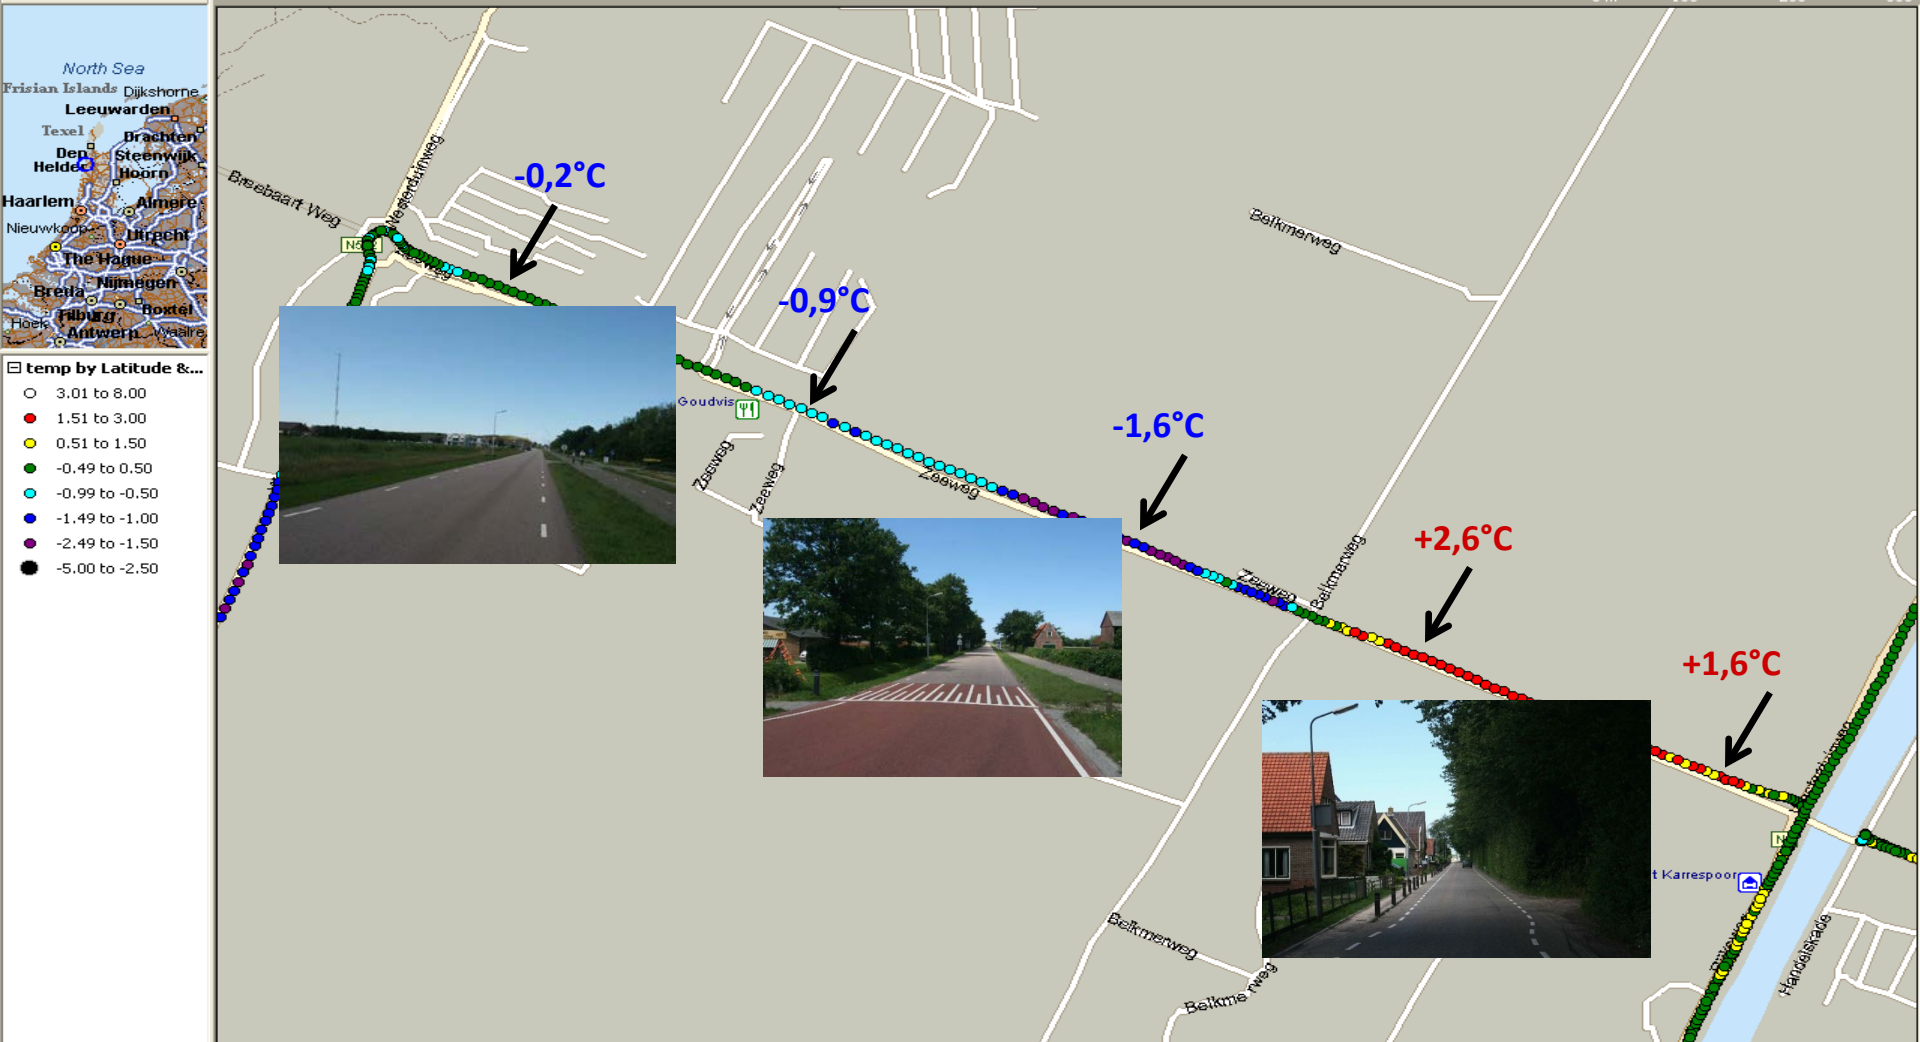 North Sea
Frisian Islands
Dijkshorne
Leeuwarden
Texel
Drachten
Den
Helder
Steenwijk
Hoorn
Haarlem
Almere
Nieuwkoop
Utrecht
The Hague
Nijmegen
Breda
Tilburg
Boxtel
Hoek
Antwerp
Waalre
temp by Latitude &...
3.01 to 8.00
1.51 to 3.00
0.51 to 1.50
-0.49 to 0.50
-0.99 to -0.50
-1.49 to -1.00
-2.49 to -1.50
-5.00 to -2.50
Breebaart Weg
Westerduinweg
-0,2°C
-0,9°C
-1,6°C
+2,6°C
+1,6°C
Belkmerweg
Goudvis
Zeeweg
Zeeweg
Zeeweg
Zeeweg
Belkmerweg
t Karrespoor
Handelskade
Belkmerweg